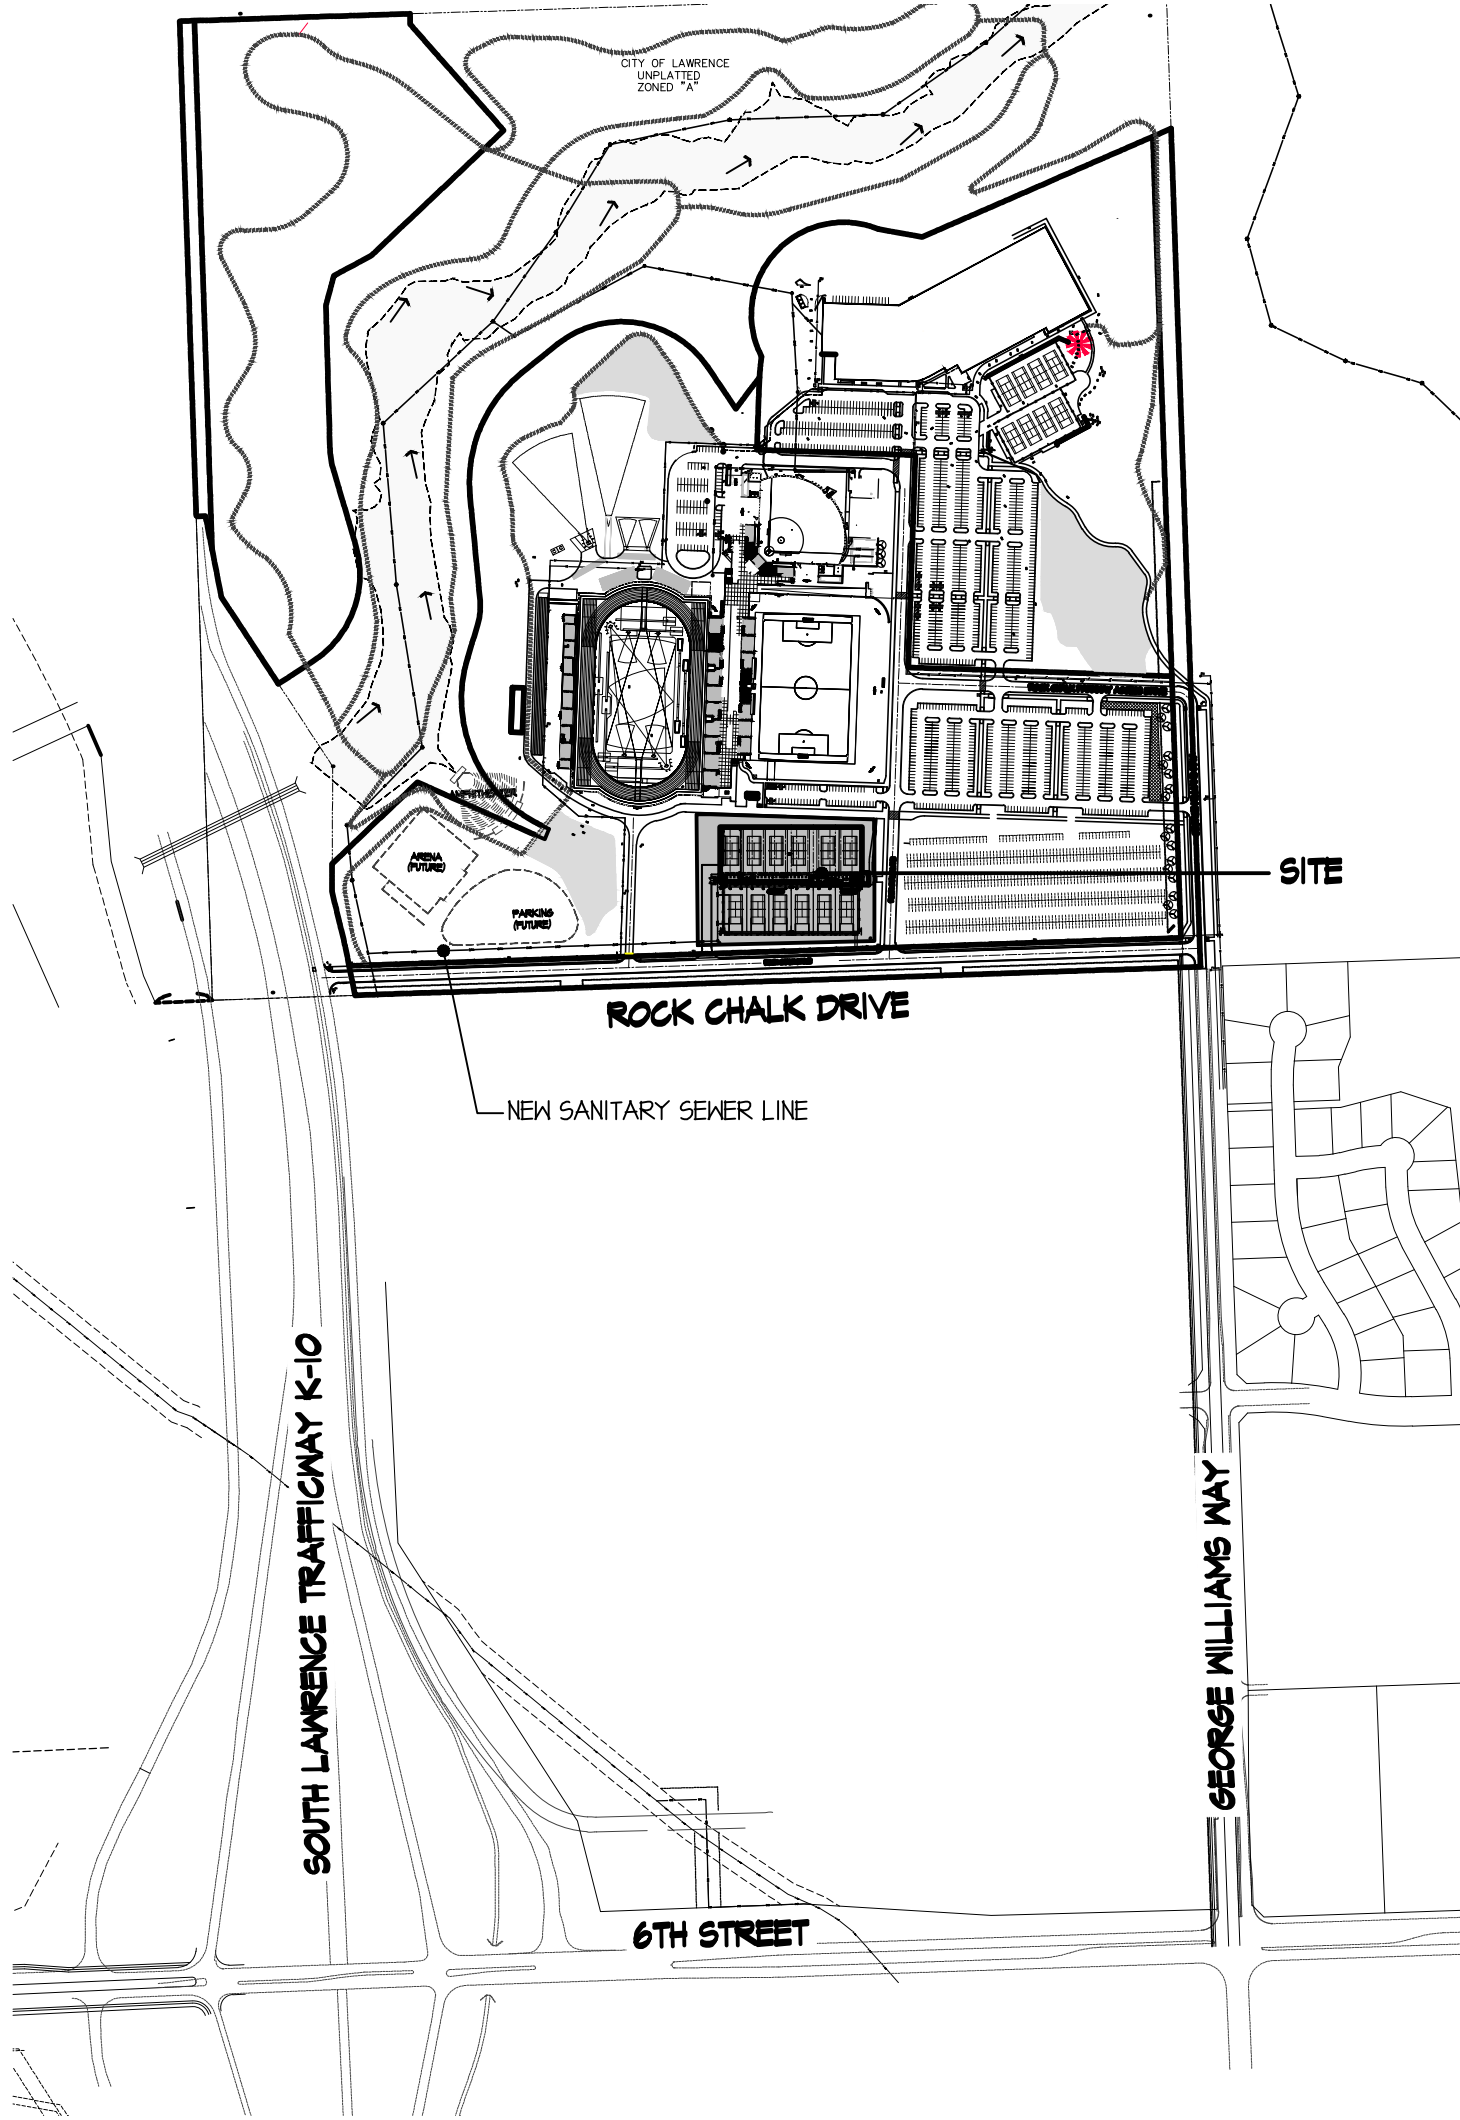 CITY OF LAWRENCE
UNPLATTED
ZONED "A"
AMPHITHEATER
ARENA
(FUTURE)
PARKING
(FUTURE)
SITE
ROCK CHALK DRIVE
NEW SANITARY SEWER LINE
SOUTH LAWRENCE TRAFFICWAY K-10
GEORGE WILLIAMS WAY
6TH STREET